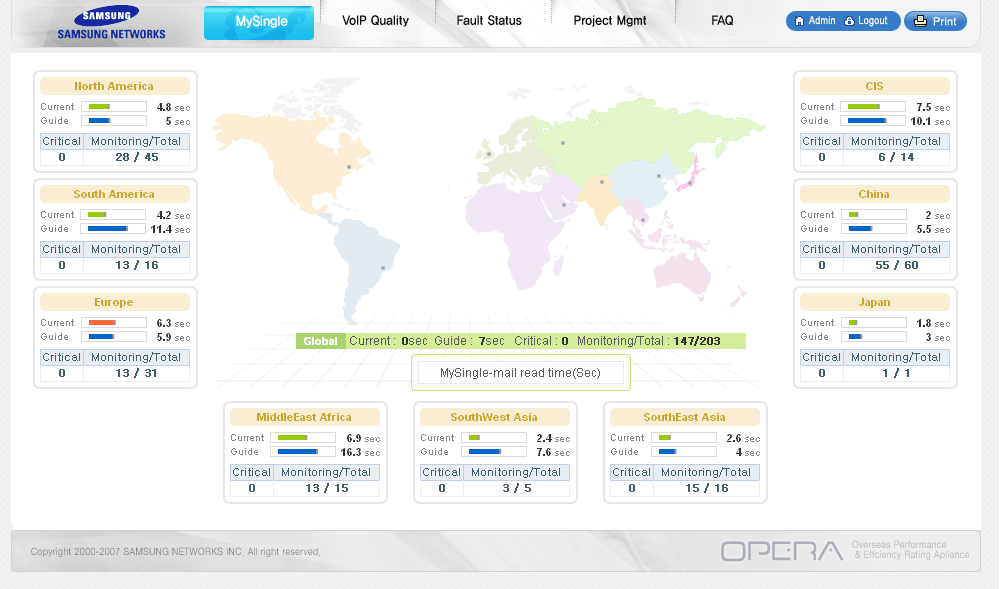 SAMSUNG
SAMSUNG NETWORKS
MySingle
VoIP Quality
Fault Status
Project Mgmt
FAQ
Admin
Logout
Print
North America
Current 4.8 sec
Guide 5 sec
Critical Monitoring/Total
0 28 / 45
South America
Current 4.2 sec
Guide 11.4 sec
Critical Monitoring/Total
0 13 / 16
Europe
Current 6.3 sec
Guide 5.9 sec
Critical Monitoring/Total
0 13 / 31
CIS
Current 7.5 sec
Guide 10.1 sec
Critical Monitoring/Total
0 6 / 14
China
Current 2 sec
Guide 5.5 sec
Critical Monitoring/Total
0 55 / 60
Japan
Current 1.8 sec
Guide 3 sec
Critical Monitoring/Total
0 1 / 1
Global Current : 0sec Guide : 7sec Critical : 0 Monitoring/Total : 147/203
MySingle-mail read time(Sec)
MiddleEast Africa
Current 6.9 sec
Guide 16.3 sec
Critical Monitoring/Total
0 13 / 15
SouthWest Asia
Current 2.4 sec
Guide 7.6 sec
Critical Monitoring/Total
0 3 / 5
SouthEast Asia
Current 2.6 sec
Guide 4 sec
Critical Monitoring/Total
0 15 / 16
Copyright 2000-2007 SAMSUNG NETWORKS INC, All right reserved,
OPERA
Overseas Performance
& Effciency Rating Apliance